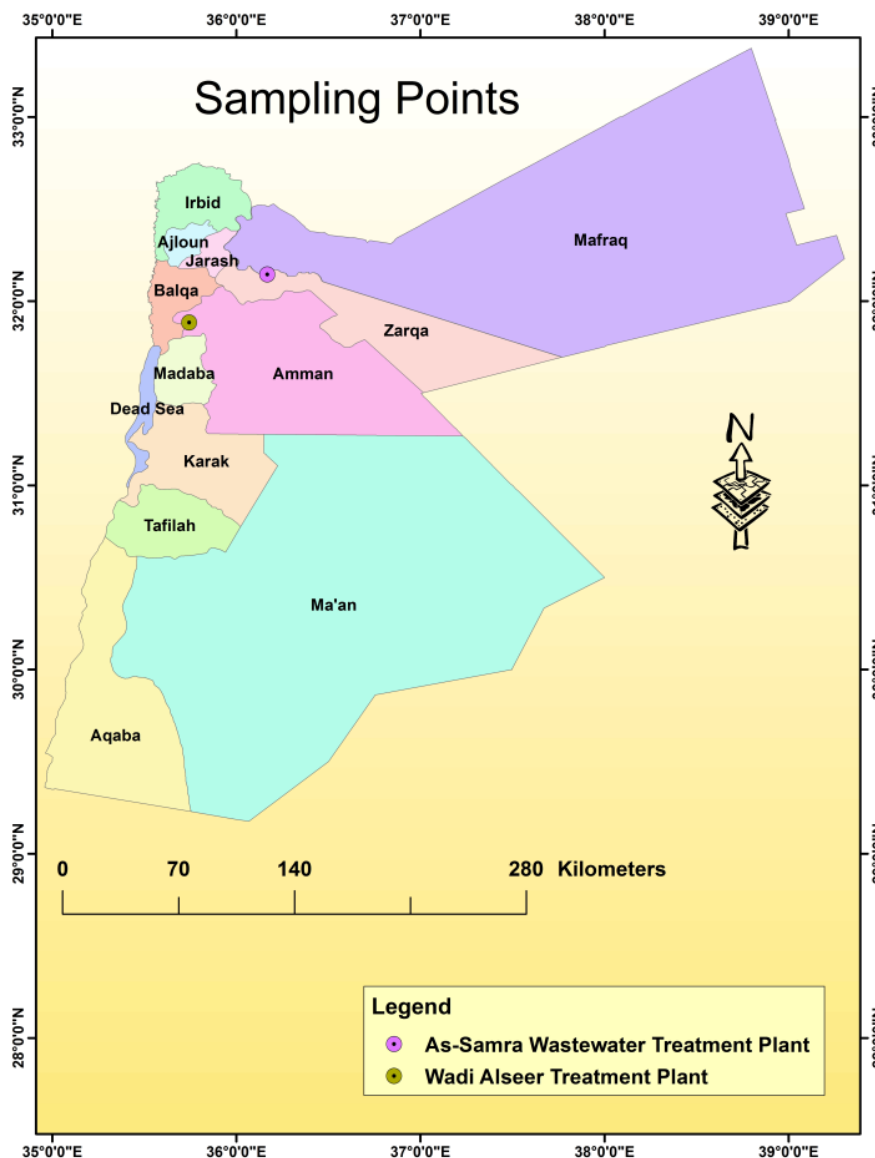 35°0'0"E 36°0'0"E 37°0'0"E 38°0'0"E 39°0'0"E
Sampling Points
33°0'0"N
Irbid
Ajloun
Jarash
Mafraq
32°0'0"N
Balqa
Zarqa
Madaba
Amman
Dead Sea
N
Karak
31°0'0"N
Tafilah
Ma'an
30°0'0"N
Aqaba
29°0'0"N
0 70 140 280 Kilometers
28°0'0"N
Legend
As-Samra Wastewater Treatment Plant
Wadi Alseer Treatment Plant
35°0'0"E 36°0'0"E 37°0'0"E 38°0'0"E 39°0'0"E